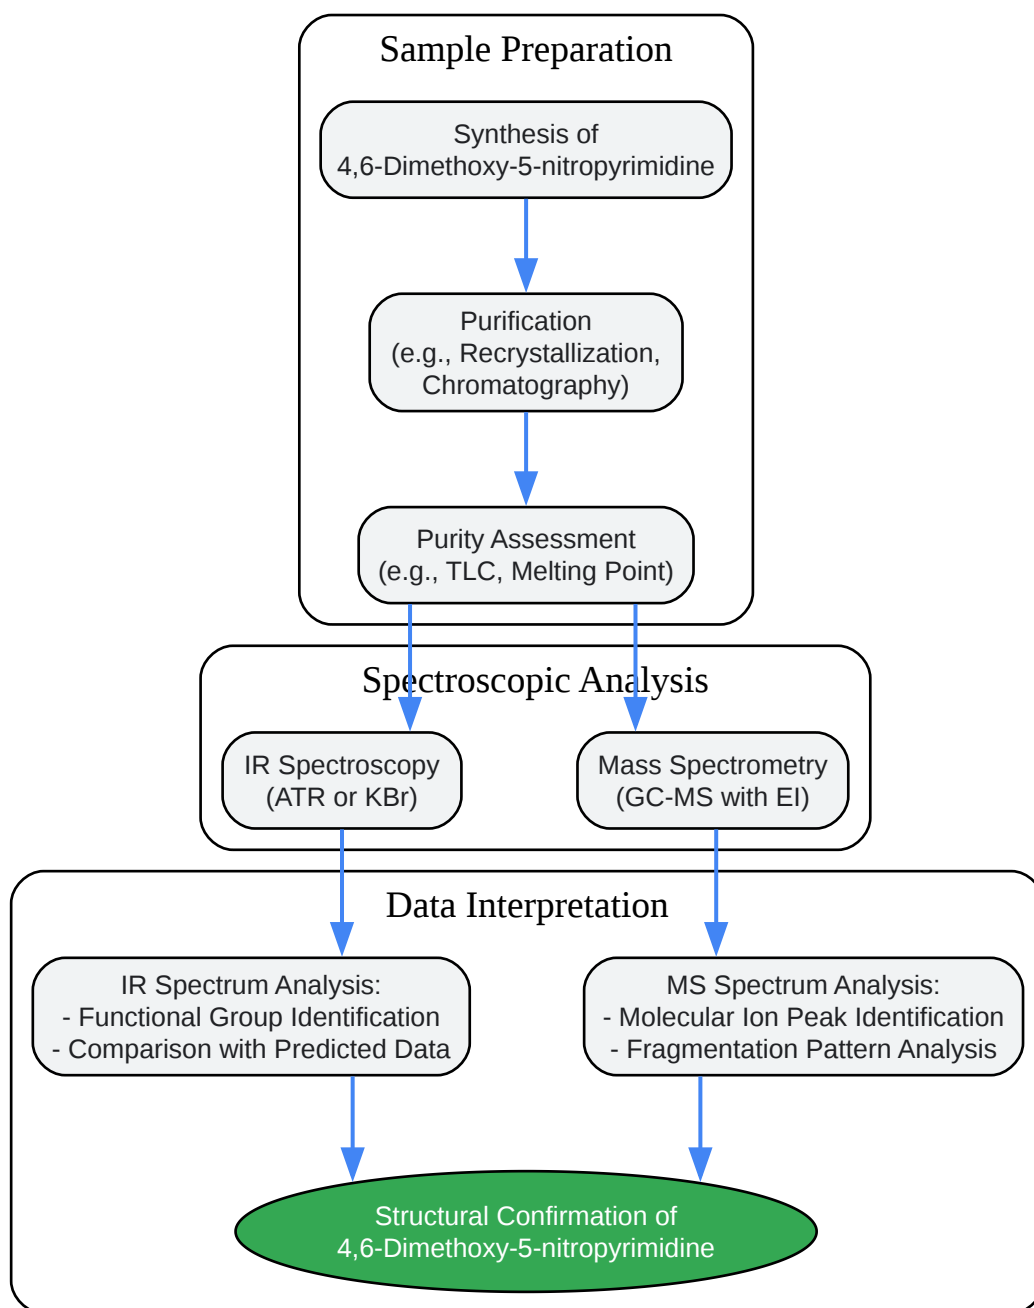 Sample Preparation
Synthesis of
4,6-Dimethoxy-5-nitropyrimidine
Purification
(e.g., Recrystallization,
Chromatography)
Purity Assessment
(e.g., TLC, Melting Point)
Spectroscopic Analysis
IR Spectroscopy
(ATR or KBr)
Mass Spectrometry
(GC-MS with EI)
Data Interpretation
IR Spectrum Analysis:
- Functional Group Identification
- Comparison with Predicted Data
MS Spectrum Analysis:
- Molecular Ion Peak Identification
- Fragmentation Pattern Analysis
Structural Confirmation of
4,6-Dimethoxy-5-nitropyrimidine